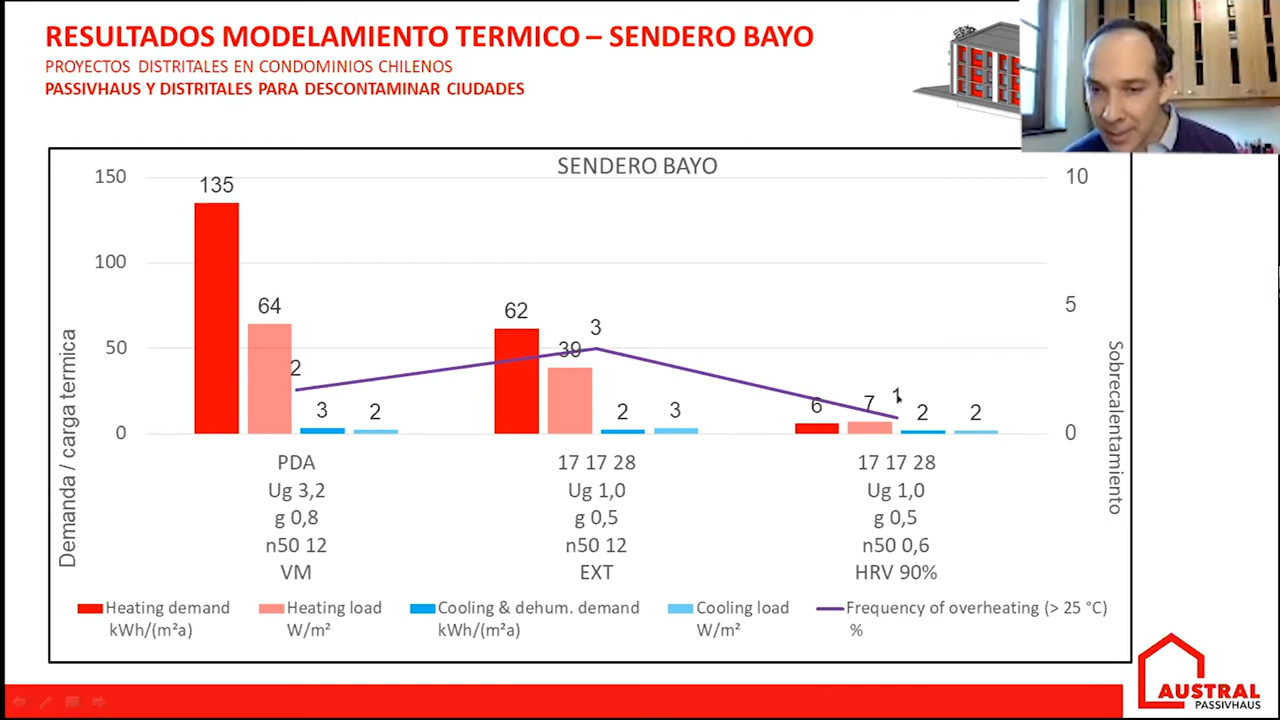 RESULTADOS MODELAMIENTO TERMICO – SENDERO BAYO
PROYECTOS DISTRITALES EN CONDOMINIOS CHILENOS
PASSIVHAUS Y DISTRITALES PARA DESCONTAMINAR CIUDADES
SENDERO BAYO
150
100
50
0
10
5
0
Demanda / carga termica
Sobrecalentamiento
135
64
2
3
2
62
39
3
2
3
6
7
1
2
2
PDA
Ug 3,2
g 0,8
n50 12
VM
17 17 28
Ug 1,0
g 0,5
n50 12
EXT
17 17 28
Ug 1,0
g 0,5
n50 0,6
HRV 90%
Heating demand
kWh/(m²a)
Heating load
W/m²
Cooling & dehum. demand
kWh/(m²a)
Cooling load
W/m²
Frequency of overheating (> 25 °C)
%
AUSTRAL
PASSIVHAUS